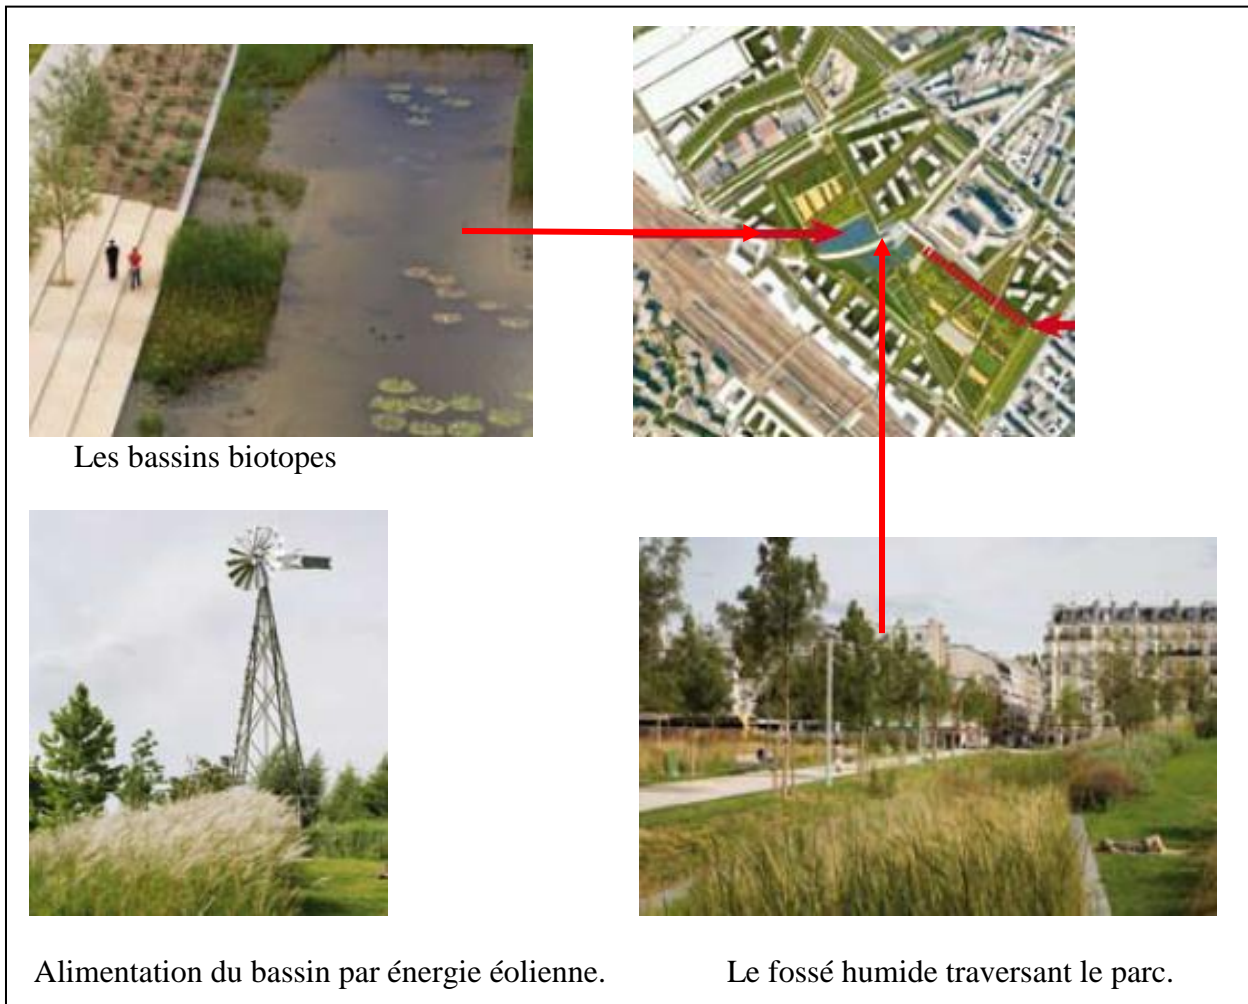 Les bassins biotopes
Alimentation du bassin par énergie éolienne.
Le fossé humide traversant le parc.